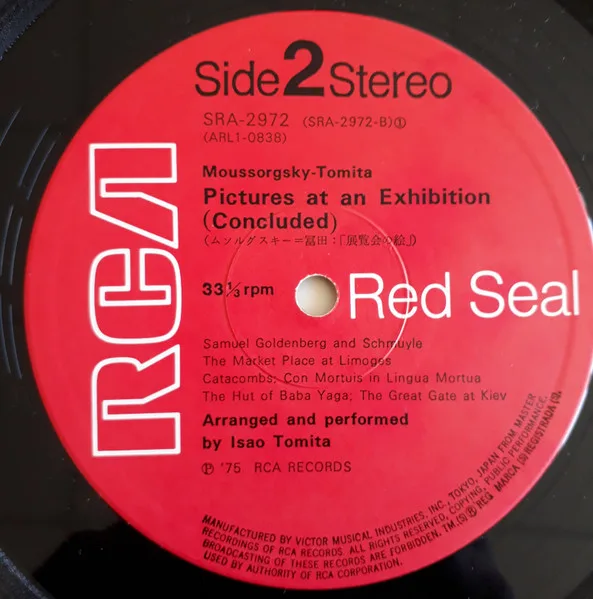 Side 2 Stereo
SRA-2972 (SRA-2972-B)①
(ARL1-0838)
Moussorgsky-Tomita
Pictures at an Exhibition
(Concluded)
(ムソルグスキー＝冨田：「展覧会の絵」)
33⅓ rpm
RCA
Red Seal
Samuel Goldenberg and Schmuyle
The Market Place at Limoges
Catacombs; Con Mortuis in Lingua Mortua
The Hut of Baba Yaga; The Great Gate at Kiev
Arranged and performed
by Isao Tomita
Ⓟ '75 RCA RECORDS
MANUFACTURED BY VICTOR MUSICAL INDUSTRIES, INC., TOKYO, JAPAN FROM MASTER
RECORDINGS OF RCA RECORDS. ALL RIGHTS RESERVED, COPYING, PUBLIC PERFORMANCE,
BROADCASTING OF THESE RECORDS ARE FORBIDDEN. TM.(S) Ⓡ REG. MARCA (S) REGISTRADA (S).
USED BY AUTHORITY OF RCA CORPORATION.